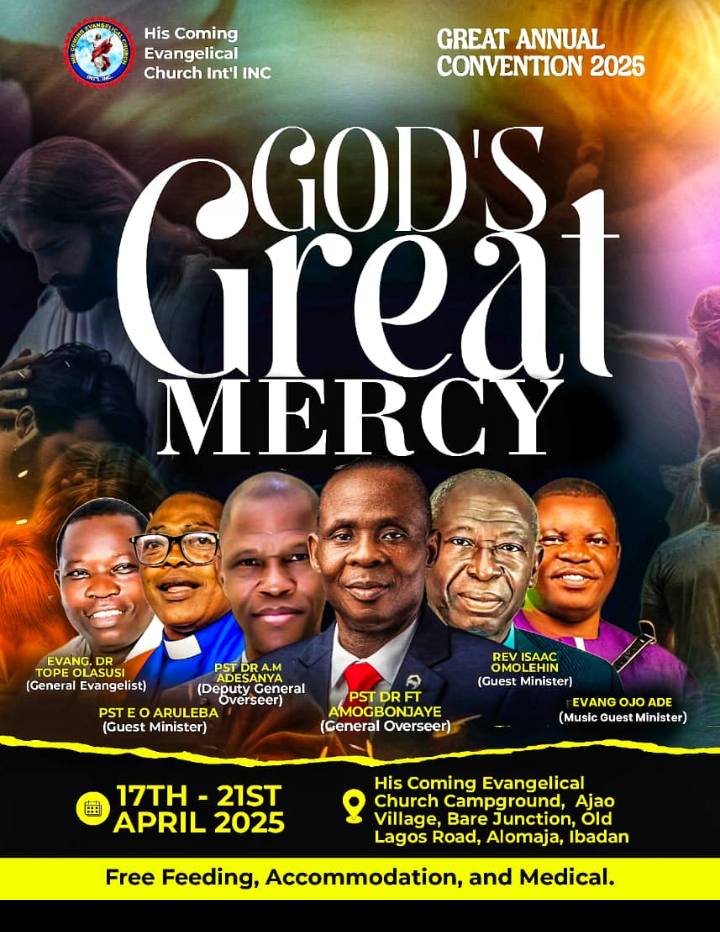 His Coming
Evangelical
Church Int'l INC
GREAT ANNUAL
CONVENTION 2025
GOD'S
Great
MERCY
EVANG. DR
TOPE OLASUSI
(General Evangelist)
PST E O ARULEBA
(Guest Minister)
PST DR A.M
ADESANYA
(Deputy General
Overseer)
PST DR FT
AMOGBONJAYE
(General Overseer)
REV ISAAC
OMOLEHIN
(Guest Minister)
EVANG OJO ADE
(Music Guest Minister)
17TH - 21ST
APRIL 2025
His Coming Evangelical
Church Campground, Ajao
Village, Bare Junction, Old
Lagos Road, Alomaja, Ibadan
Free Feeding, Accommodation, and Medical.